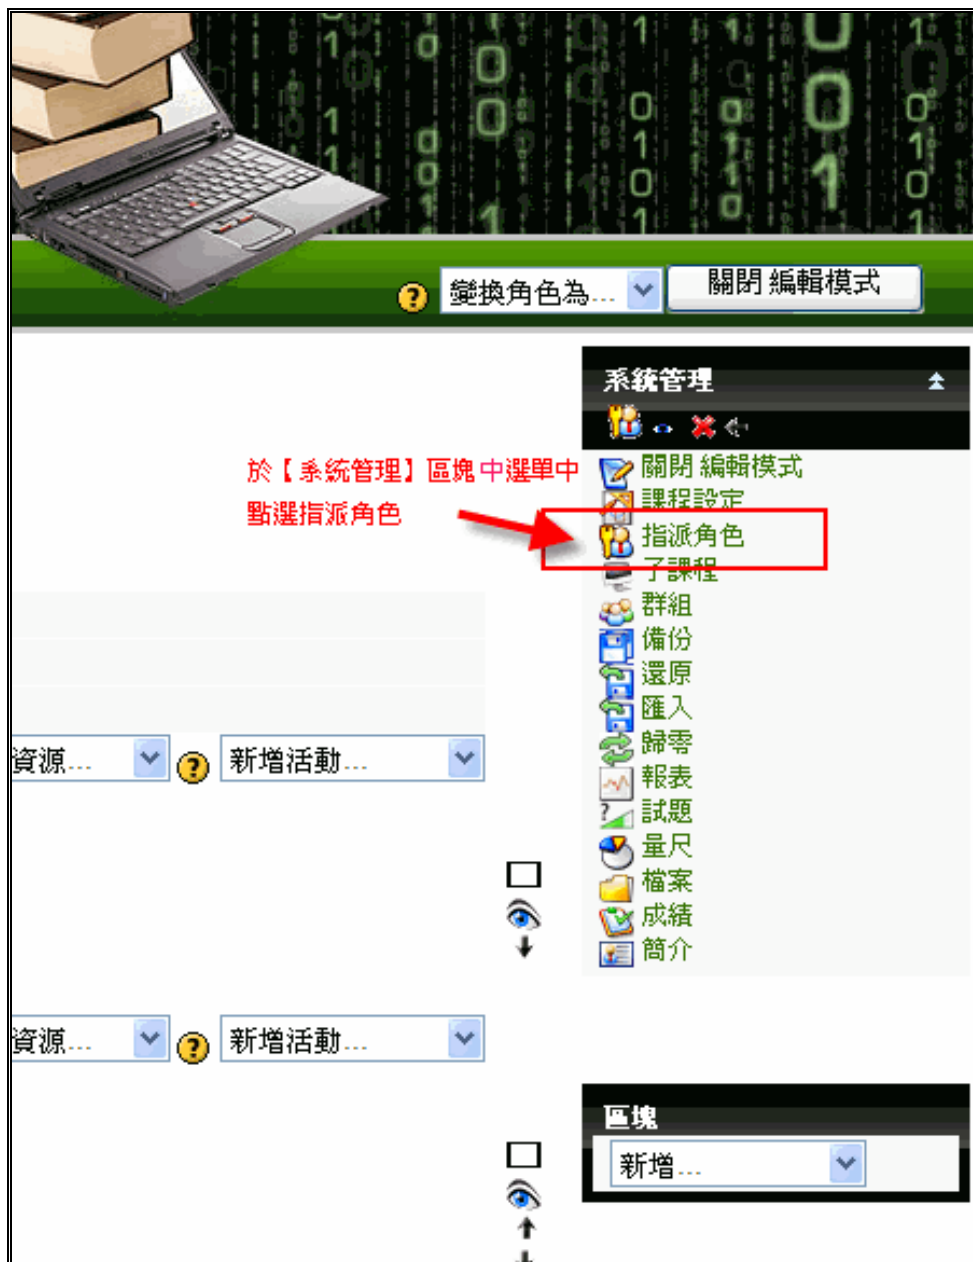 變換角色為...
關閉 編輯模式
系統管理
於【系統管理】區塊中選單中
點選指派角色
關閉 編輯模式
課程設定
指派角色
子課程
群組
備份
還原
匯入
歸零
報表
試題
量尺
檔案
成績
簡介
資源...
新增活動...
資源...
新增活動...
區塊
新增...